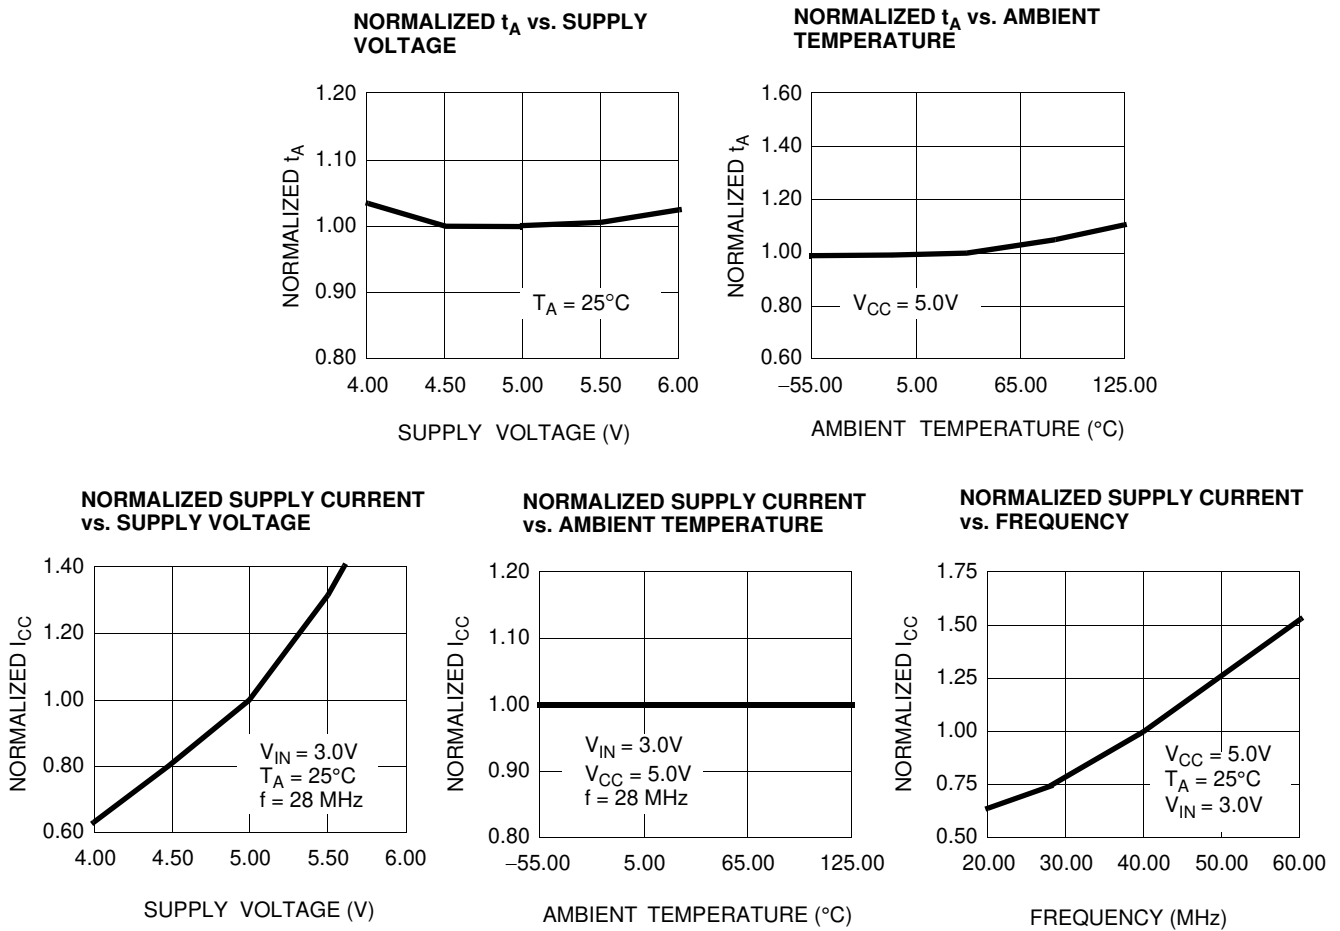 NORMALIZED tA vs. SUPPLY
VOLTAGE
1.20
1.10
1.00
0.90
0.80
NORMALIZED tA
TA = 25°C
4.00 4.50 5.00 5.50 6.00
SUPPLY VOLTAGE (V)
NORMALIZED tA vs. AMBIENT
TEMPERATURE
1.60
1.40
1.20
1.00
0.80
0.60
NORMALIZED tA
VCC = 5.0V
−55.00 5.00 65.00 125.00
AMBIENT TEMPERATURE (°C)
NORMALIZED SUPPLY CURRENT
vs. SUPPLY VOLTAGE
1.40
1.20
1.00
0.80
0.60
NORMALIZED ICC
VIN = 3.0V
TA = 25°C
f = 28 MHz
4.00 4.50 5.00 5.50 6.00
SUPPLY VOLTAGE (V)
NORMALIZED SUPPLY CURRENT
vs. AMBIENT TEMPERATURE
1.20
1.10
1.00
0.90
0.80
NORMALIZED ICC
VIN = 3.0V
VCC = 5.0V
f = 28 MHz
−55.00 5.00 65.00 125.00
AMBIENT TEMPERATURE (°C)
NORMALIZED SUPPLY CURRENT
vs. FREQUENCY
1.75
1.50
1.25
1.00
0.75
0.50
NORMALIZED ICC
VCC = 5.0V
TA = 25°C
VIN = 3.0V
20.00 30.00 40.00 50.00 60.00
FREQUENCY (MHz)